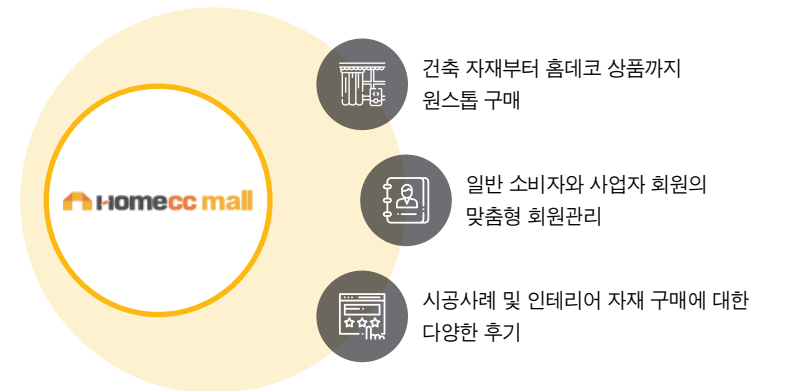 Homecc mall
건축 자재부터 홈데코 상품까지
원스톱 구매
일반 소비자와 사업자 회원의
맞춤형 회원관리
시공사례 및 인테리어 자재 구매에 대한
다양한 후기